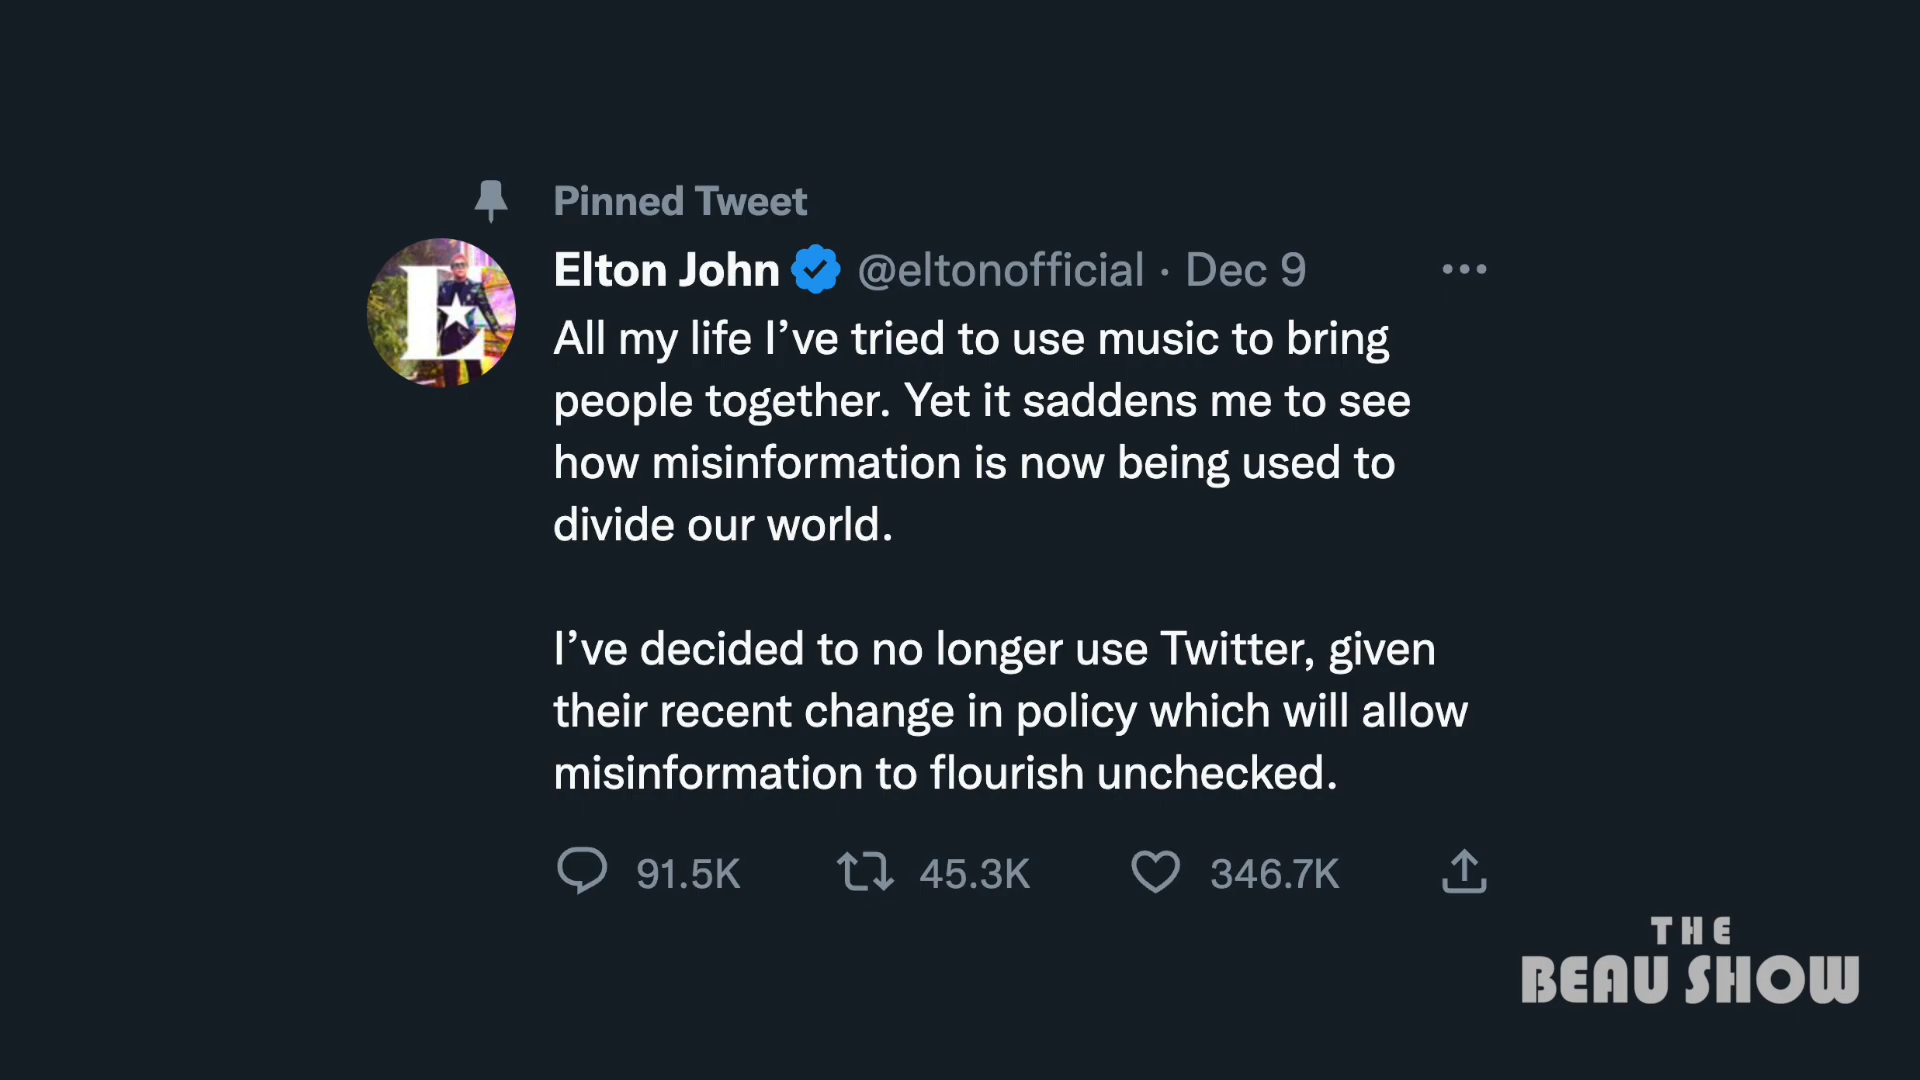 Pinned Tweet
Elton John @eltonofficial · Dec 9
All my life I’ve tried to use music to bring
people together. Yet it saddens me to see
how misinformation is now being used to
divide our world.
I’ve decided to no longer use Twitter, given
their recent change in policy which will allow
misinformation to flourish unchecked.
91.5K 45.3K 346.7K
THE
BEAU SHOW